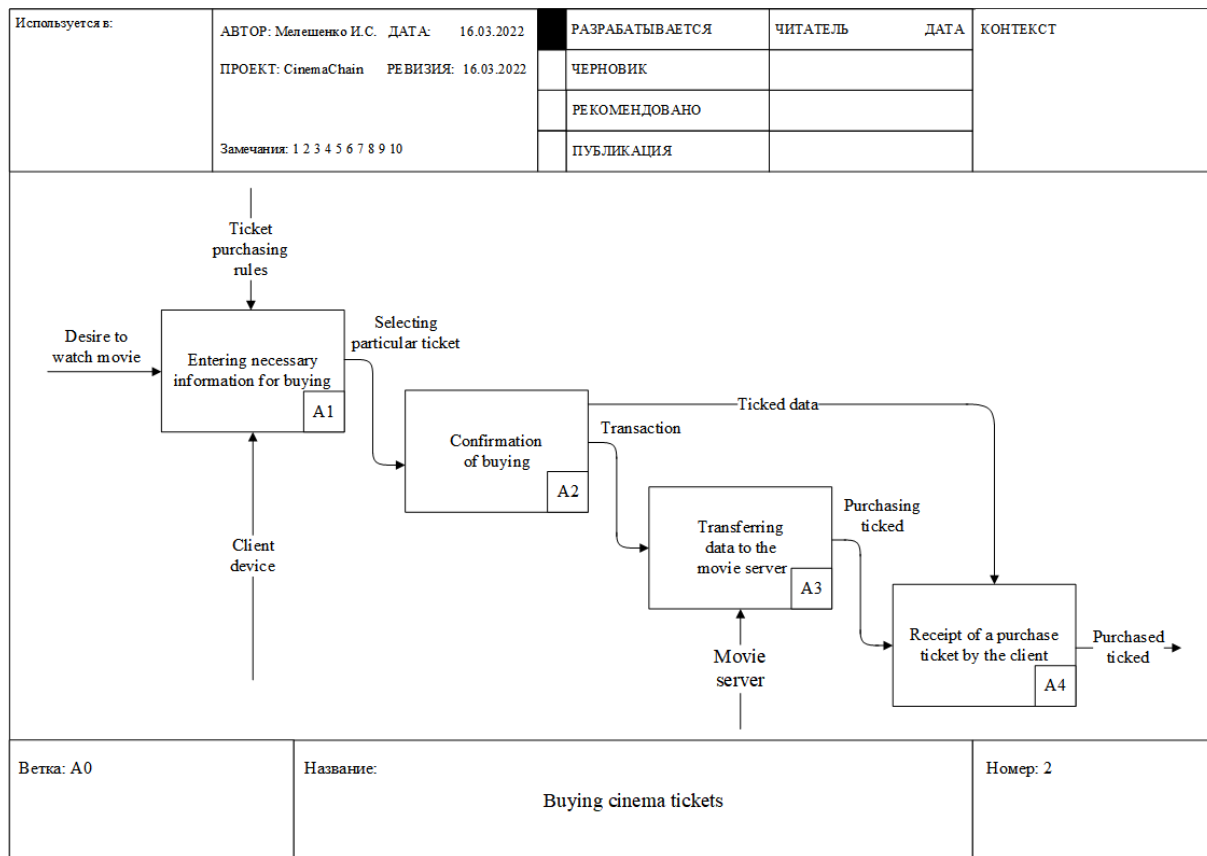 Используется в:
АВТОР: Мелешенко И.С. ДАТА: 16.03.2022
ПРОЕКТ: CinemaChain РЕВИЗИЯ: 16.03.2022
Замечания: 1 2 3 4 5 6 7 8 9 10
РАЗРАБАТЫВАЕТСЯ
ЧИТАТЕЛЬ ДАТА
КОНТЕКСТ
ЧЕРНОВИК
РЕКОМЕНДОВАНО
ПУБЛИКАЦИЯ
Ticket
purchasing
rules
Desire to
watch movie
Entering necessary
information for buying
A1
Selecting
particular ticket
Client
device
Confirmation
of buying
A2
Ticked data
Transaction
Transferring
data to the
movie server
A3
Purchasing
ticked
Movie
server
Receipt of a purchase
ticket by the client
A4
Purchased
ticked
Ветка: A0
Название:
Buying cinema tickets
Номер: 2